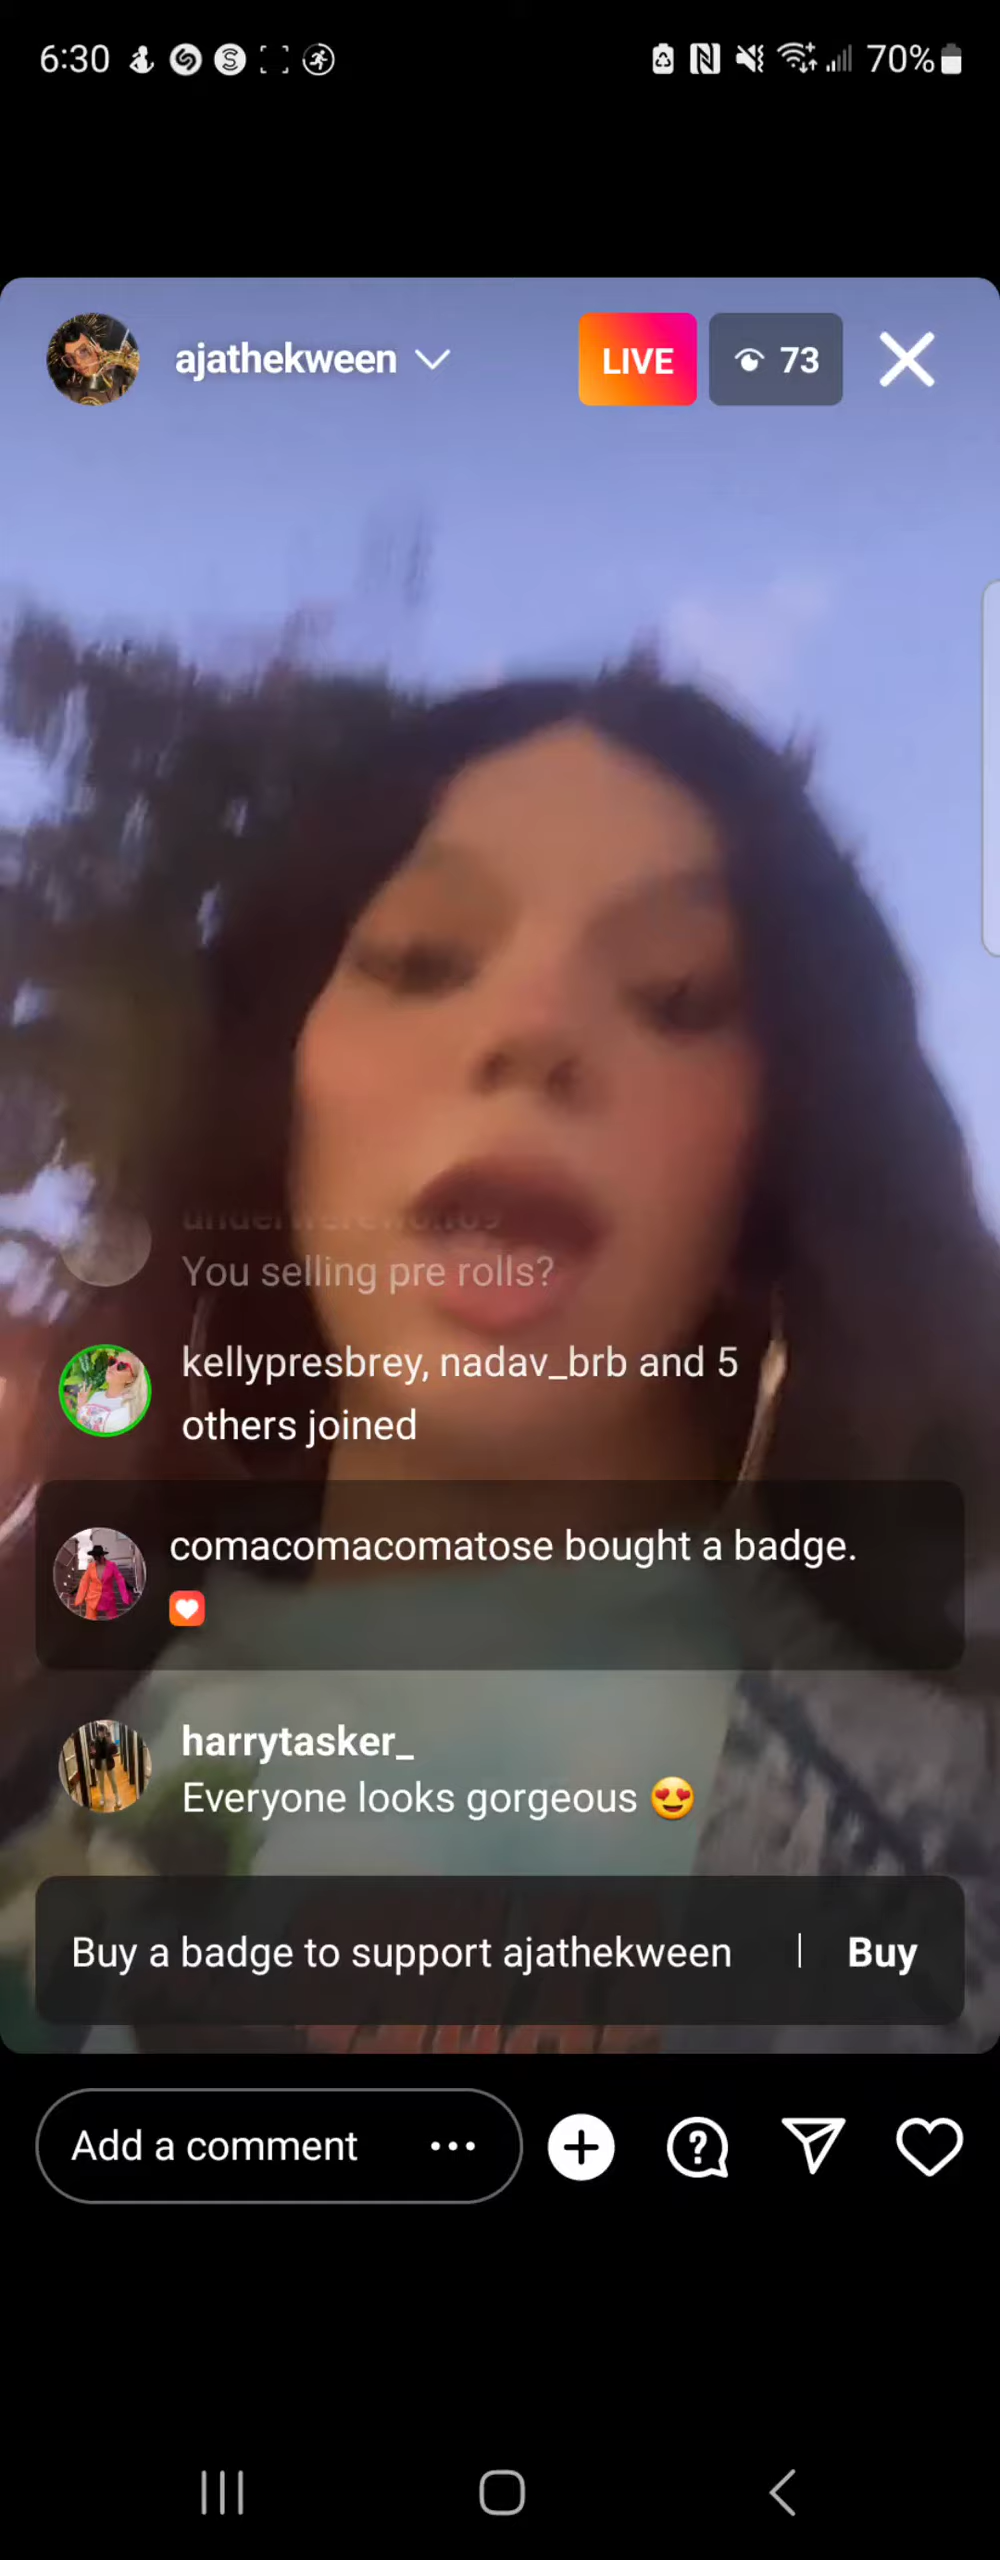 6:30
70%
ajathekween
LIVE
73
You selling pre rolls?
kellypresbrey, nadav_brb and 5
others joined
comacomacomatose bought a badge.
harrytasker_
Everyone looks gorgeous 😍
Buy a badge to support ajathekween | Buy
Add a comment